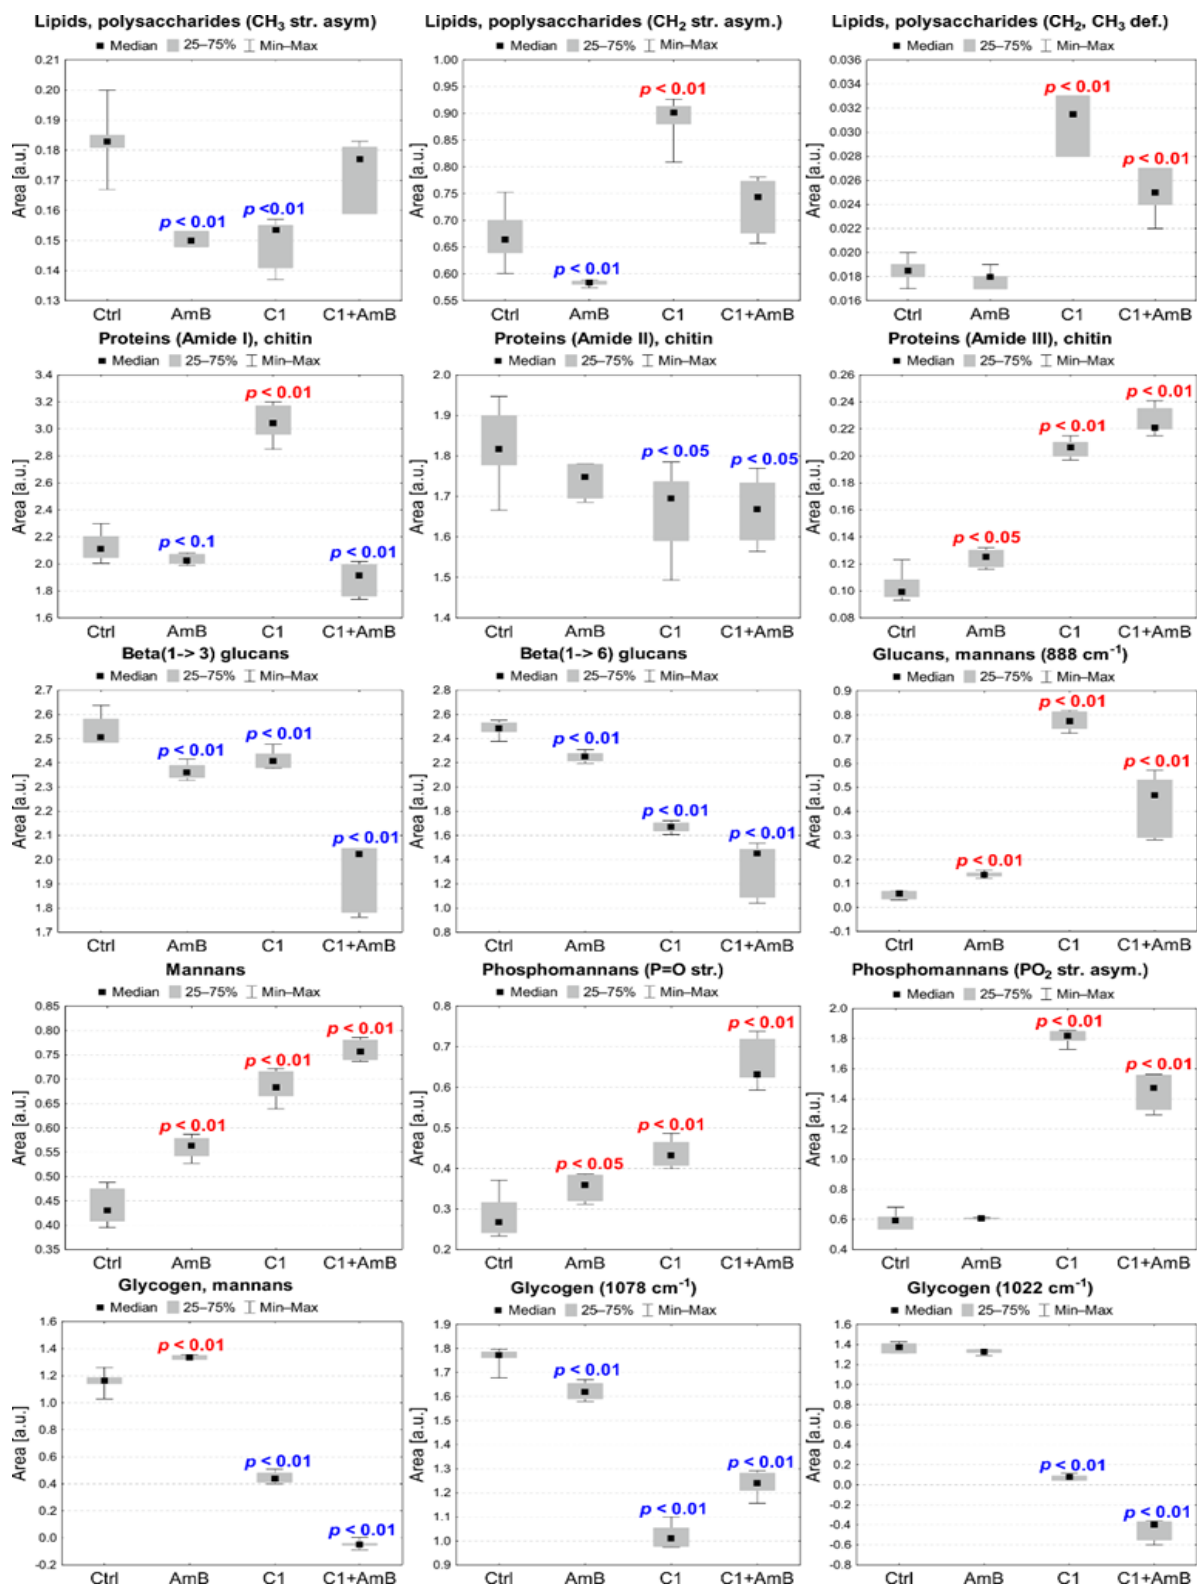 Lipids, polysaccharides (CH3 str. asym)
■ Median 25–75% Min–Max
Area [a.u.]
0.21
0.20
0.19
0.18
0.17
0.16
0.15
0.14
0.13
p < 0.01
p <0.01
Ctrl AmB C1 C1+AmB
Lipids, poplysaccharides (CH2 str. asym.)
■ Median 25–75% Min–Max
Area [a.u.]
1.00
0.95
0.90
0.85
0.80
0.75
0.70
0.65
0.60
0.55
p < 0.01
p < 0.01
Ctrl AmB C1 C1+AmB
Lipids, polysaccharides (CH2, CH3 def.)
■ Median 25–75% Min–Max
Area [a.u.]
0.036
0.034
0.032
0.030
0.028
0.026
0.024
0.022
0.020
0.018
0.016
p < 0.01
p < 0.01
Ctrl AmB C1 C1+AmB
Proteins (Amide I), chitin
■ Median 25–75% Min–Max
Area [a.u.]
3.4
3.2
3.0
2.8
2.6
2.4
2.2
2.0
1.8
1.6
p < 0.01
p < 0.1
p < 0.01
Ctrl AmB C1 C1+AmB
Proteins (Amide II), chitin
■ Median 25–75% Min–Max
Area [a.u.]
2.0
1.9
1.8
1.7
1.6
1.5
1.4
p < 0.05
p < 0.05
Ctrl AmB C1 C1+AmB
Proteins (Amide III), chitin
■ Median 25–75% Min–Max
Area [a.u.]
0.26
0.24
0.22
0.20
0.18
0.16
0.14
0.12
0.10
0.08
p < 0.01
p < 0.01
p < 0.05
Ctrl AmB C1 C1+AmB
Beta(1-> 3) glucans
■ Median 25–75% Min–Max
Area [a.u.]
2.7
2.6
2.5
2.4
2.3
2.2
2.1
2.0
1.9
1.8
1.7
p < 0.01
p < 0.01
p < 0.01
Ctrl AmB C1 C1+AmB
Beta(1-> 6) glucans
■ Median 25–75% Min–Max
Area [a.u.]
2.8
2.6
2.4
2.2
2.0
1.8
1.6
1.4
1.2
1.0
0.8
p < 0.01
p < 0.01
p < 0.01
Ctrl AmB C1 C1+AmB
Glucans, mannans (888 cm⁻¹)
■ Median 25–75% Min–Max
Area [a.u.]
0.9
0.8
0.7
0.6
0.5
0.4
0.3
0.2
0.1
0.0
-0.1
p < 0.01
p < 0.01
p < 0.01
Ctrl AmB C1 C1+AmB
Mannans
■ Median 25–75% Min–Max
Area [a.u.]
0.85
0.80
0.75
0.70
0.65
0.60
0.55
0.50
0.45
0.40
0.35
p < 0.01
p < 0.01
p < 0.01
Ctrl AmB C1 C1+AmB
Phosphomannans (P=O str.)
■ Median 25–75% Min–Max
Area [a.u.]
0.8
0.7
0.6
0.5
0.4
0.3
0.2
p < 0.01
p < 0.01
p < 0.05
Ctrl AmB C1 C1+AmB
Phosphomannans (PO2 str. asym.)
■ Median 25–75% Min–Max
Area [a.u.]
2.0
1.8
1.6
1.4
1.2
1.0
0.8
0.6
0.4
p < 0.01
p < 0.01
Ctrl AmB C1 C1+AmB
Glycogen, mannans
■ Median 25–75% Min–Max
Area [a.u.]
1.6
1.4
1.2
1.0
0.8
0.6
0.4
0.2
0.0
-0.2
p < 0.01
p < 0.01
p < 0.01
Ctrl AmB C1 C1+AmB
Glycogen (1078 cm⁻¹)
■ Median 25–75% Min–Max
Area [a.u.]
1.9
1.8
1.7
1.6
1.5
1.4
1.3
1.2
1.1
1.0
0.9
p < 0.01
p < 0.01
p < 0.01
Ctrl AmB C1 C1+AmB
Glycogen (1022 cm⁻¹)
■ Median 25–75% Min–Max
Area [a.u.]
1.6
1.4
1.2
1.0
0.8
0.6
0.4
0.2
0.0
-0.2
-0.4
-0.6
-0.8
p < 0.01
p < 0.01
Ctrl AmB C1 C1+AmB